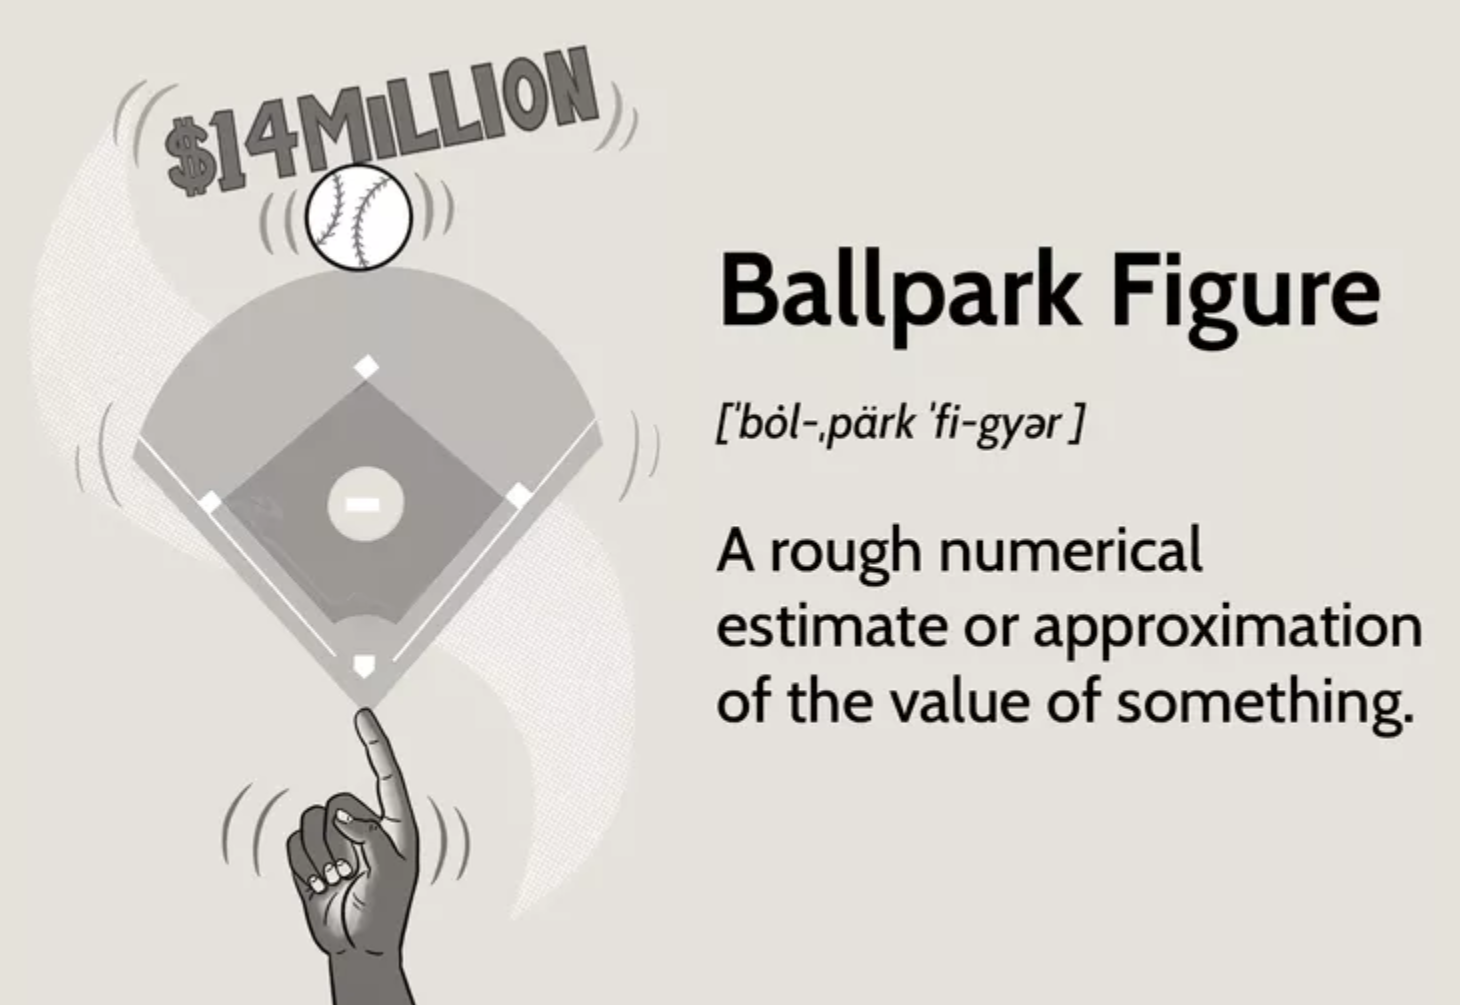 $14MiLLION
Ballpark Figure
[ˈbȯl-ˌpärk ˈfi-gyər ]
A rough numerical
estimate or approximation
of the value of something.